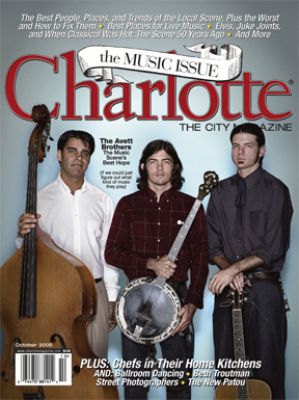 The Best People, Places, and Trends of the Local Scene, Plus the Worst
and How to Fix Them • Best Places for Live Music • Elvis, Juke Joints,
and When Classical Was Hot: The Scene 50 Years Ago • And More
the MUSIC ISSUE
Charlotte
THE CITY MAGAZINE
The Avett
Brothers
The Music
Scene's
Best Hope
(If we could just
figure out what
kind of music
they play)
October 2005
PLUS: Chefs in Their Home Kitchens
AND: Ballroom Dancing • Beth Troutman
Street Photographers • The New Patou